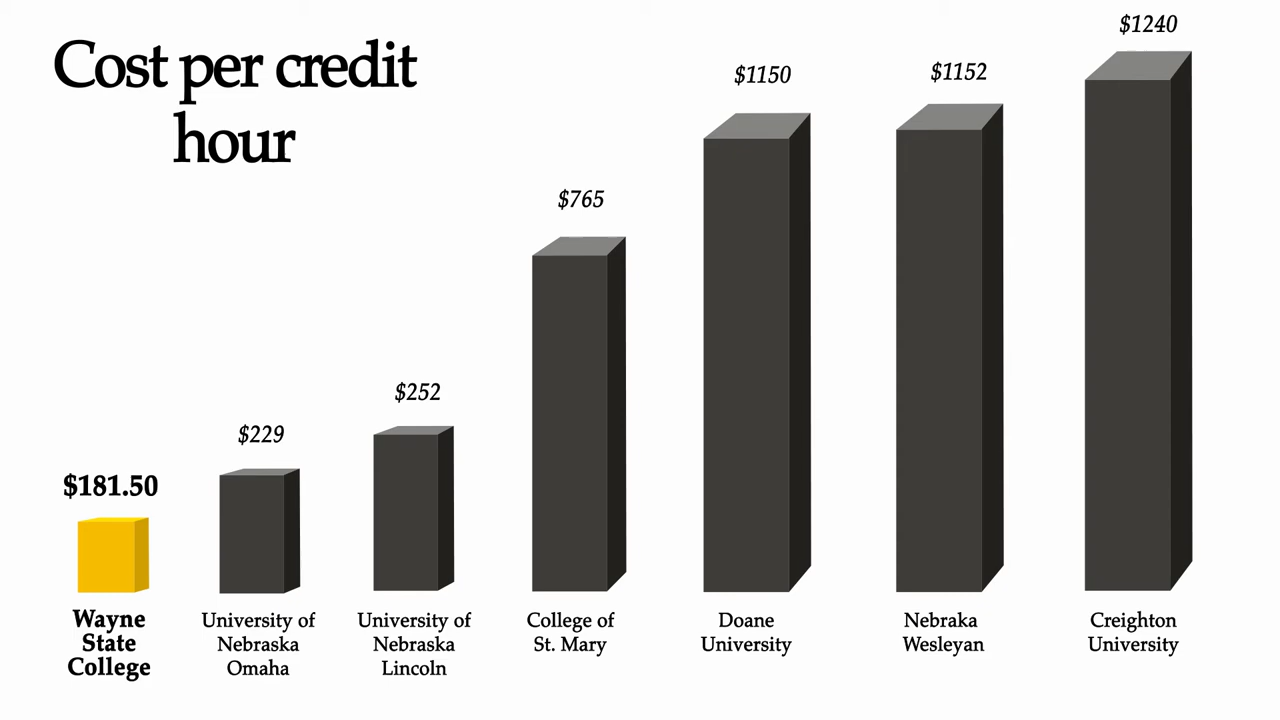 Cost per credit
hour
$181.50
$229
$252
$765
$1150
$1152
$1240
Wayne
State
College
University of
Nebraska
Omaha
University of
Nebraska
Lincoln
College of
St. Mary
Doane
University
Nebraka
Wesleyan
Creighton
University